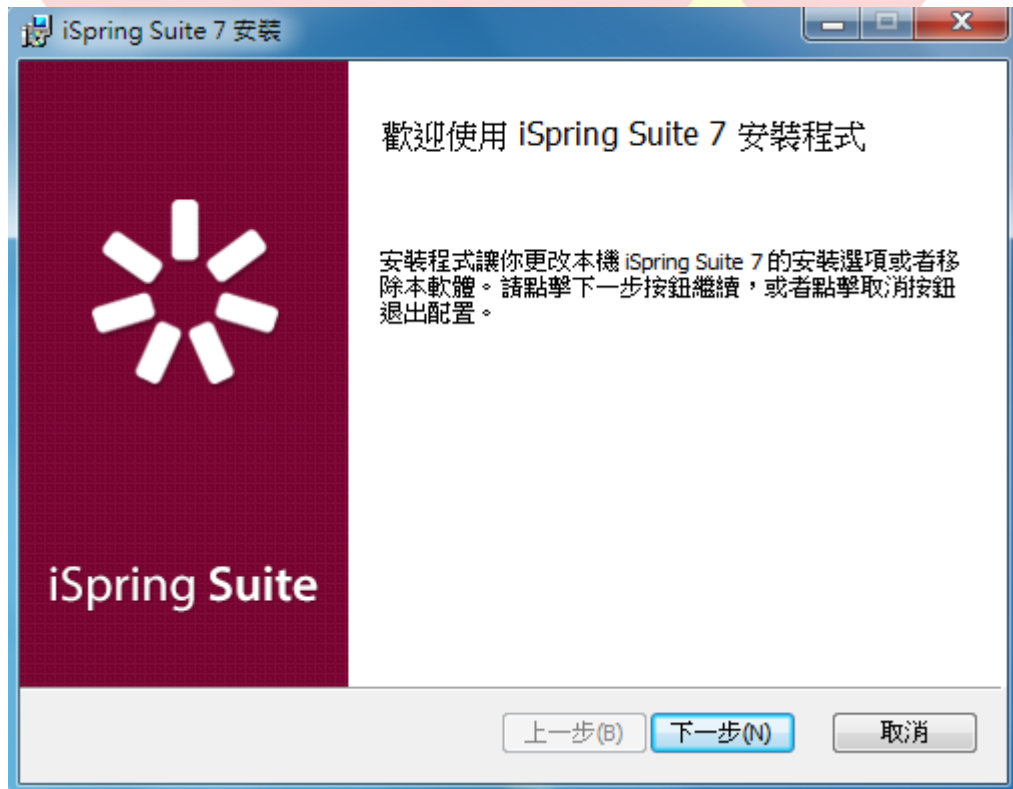 iSpring Suite 7 安裝
歡迎使用 iSpring Suite 7 安裝程式
安裝程式讓你更改本機 iSpring Suite 7 的安裝選項或者移
除本軟體。請點擊下一步按鈕繼續，或者點擊取消按鈕
退出配置。
iSpring Suite
上一步(B)
下一步(N)
取消